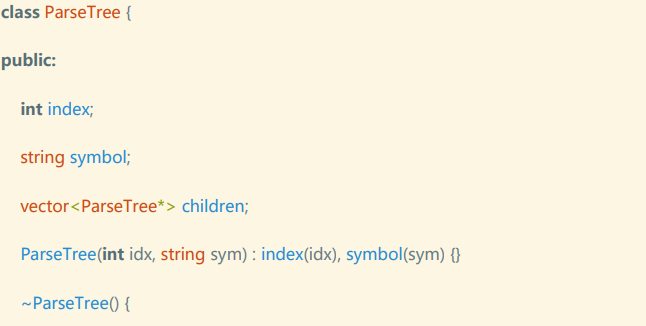 class ParseTree {
public:
int index;
string symbol;
vector<ParseTree*> children;
ParseTree(int idx, string sym) : index(idx), symbol(sym) {}
~ParseTree() {